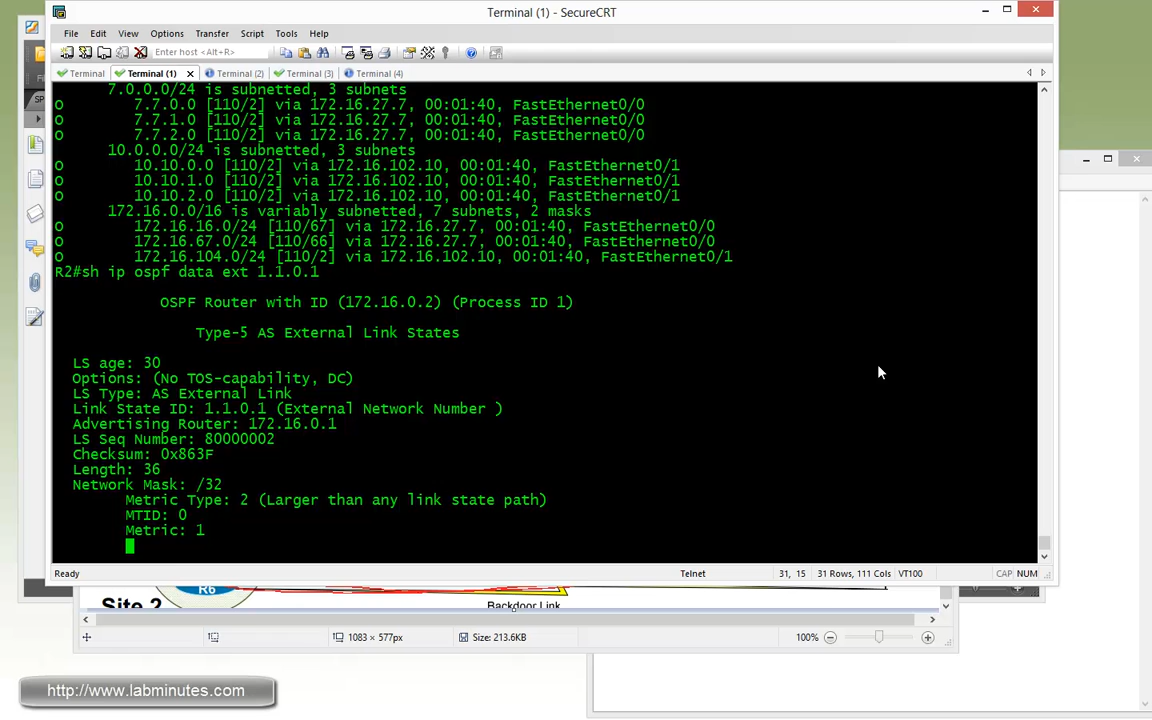 Terminal (1) - SecureCRT
File Edit View Options Transfer Script Tools Help
Enter host <Alt+R>
Terminal Terminal (1) Terminal (2) Terminal (3) Terminal (4)
7.0.0.0/24 is subnetted, 3 subnets
O 7.7.0.0 [110/2] via 172.16.27.7, 00:01:40, FastEthernet0/0
O 7.7.1.0 [110/2] via 172.16.27.7, 00:01:40, FastEthernet0/0
O 7.7.2.0 [110/2] via 172.16.27.7, 00:01:40, FastEthernet0/0
10.0.0.0/24 is subnetted, 3 subnets
O 10.10.0.0 [110/2] via 172.16.102.10, 00:01:40, FastEthernet0/1
O 10.10.1.0 [110/2] via 172.16.102.10, 00:01:40, FastEthernet0/1
O 10.10.2.0 [110/2] via 172.16.102.10, 00:01:40, FastEthernet0/1
172.16.0.0/16 is variably subnetted, 7 subnets, 2 masks
O 172.16.16.0/24 [110/67] via 172.16.27.7, 00:01:40, FastEthernet0/0
O 172.16.67.0/24 [110/66] via 172.16.27.7, 00:01:40, FastEthernet0/0
O 172.16.104.0/24 [110/2] via 172.16.102.10, 00:01:40, FastEthernet0/1
R2#sh ip ospf data ext 1.1.0.1
OSPF Router with ID (172.16.0.2) (Process ID 1)
Type-5 AS External Link States
LS age: 30
Options: (No TOS-capability, DC)
LS Type: AS External Link
Link State ID: 1.1.0.1 (External Network Number )
Advertising Router: 172.16.0.1
LS Seq Number: 80000002
Checksum: 0x863F
Length: 36
Network Mask: /32
Metric Type: 2 (Larger than any link state path)
MTID: 0
Metric: 1
Ready Telnet 31, 15 31 Rows, 111 Cols VT100 CAP NUM
R6
Site 2
Backdoor Link
1083 × 577px Size: 213.6KB 100%
http://www.labminutes.com